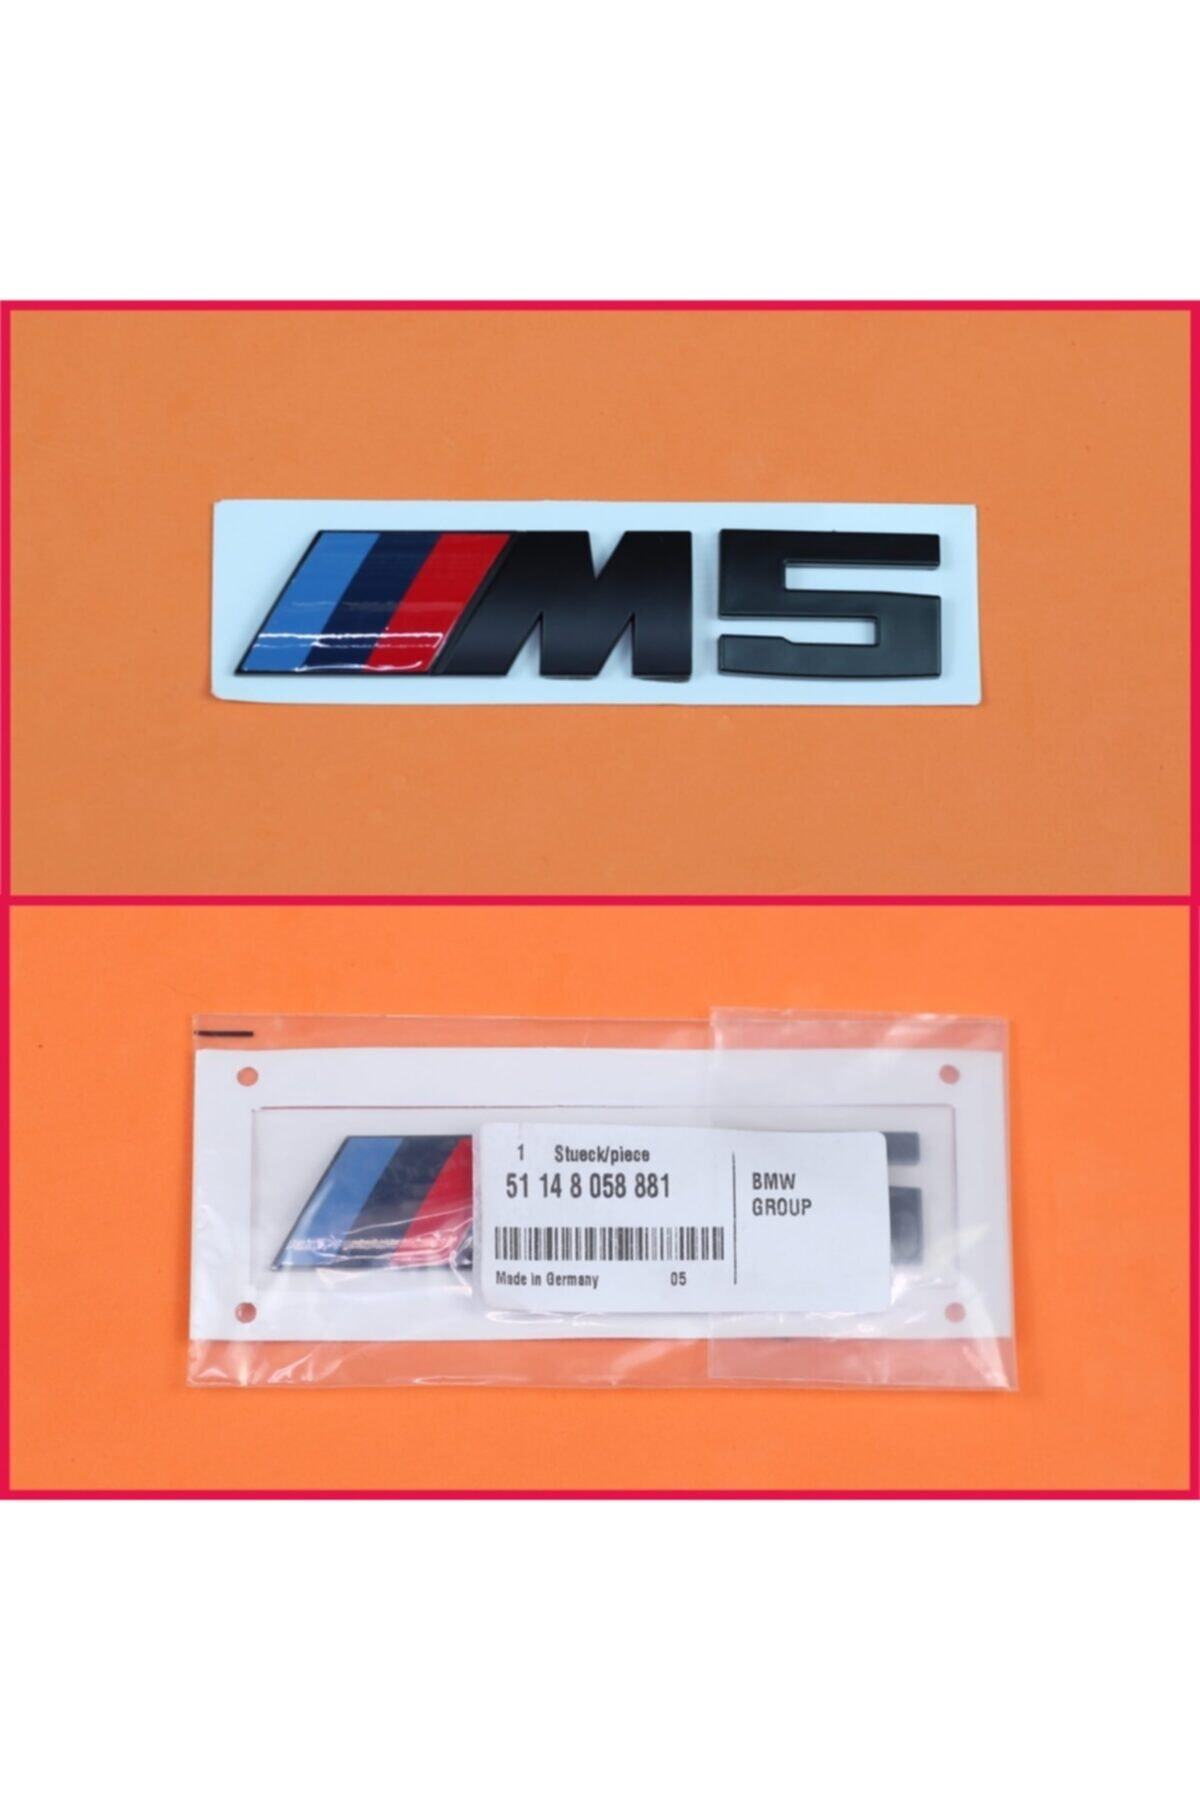 M5
1 Stueck/piece
51 14 8 058 881
BMW
GROUP
Made in Germany 05